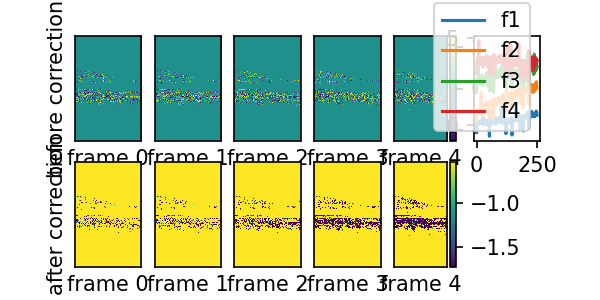 f1
f2
f3
f4
before correction
frame 0
frame 1
frame 2
frame 3
frame 4
0
250
after correction
−1.0
−1.5
frame 0
frame 1
frame 2
frame 3
frame 4